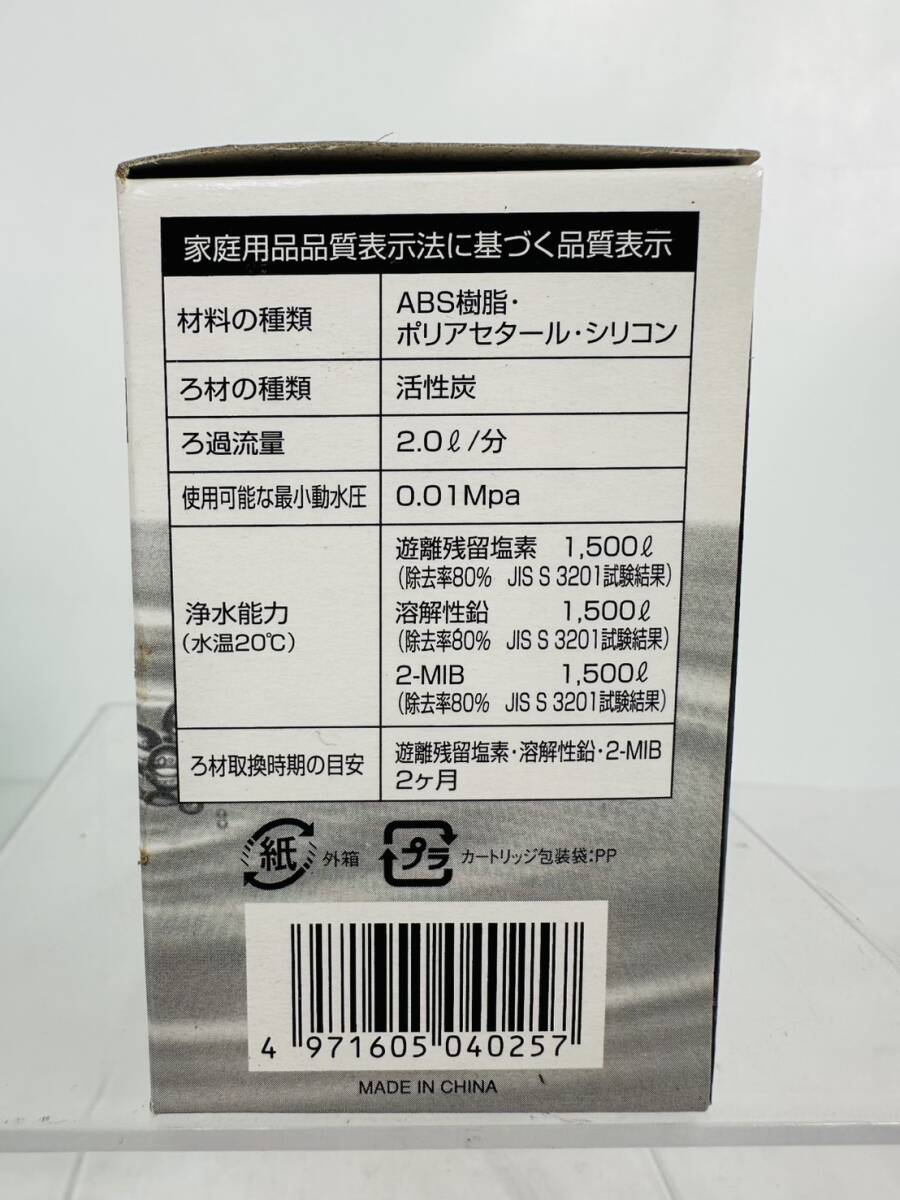 家庭用品品質表示法に基づく品質表示
材料の種類
ABS樹脂・
ポリアセタール・シリコン
ろ材の種類
活性炭
ろ過流量
2.0ℓ/分
使用可能な最小動水圧
0.01Mpa
浄水能力
(水温20℃)
遊離残留塩素 1,500ℓ
(除去率80% JIS S 3201試験結果)
溶解性鉛 1,500ℓ
(除去率80% JIS S 3201試験結果)
2-MIB 1,500ℓ
(除去率80% JIS S 3201試験結果)
ろ材取換時期の目安
遊離残留塩素・溶解性鉛・2-MIB
2ヶ月
紙 外箱
プラ カートリッジ包装袋:PP
4 971605 040257
MADE IN CHINA